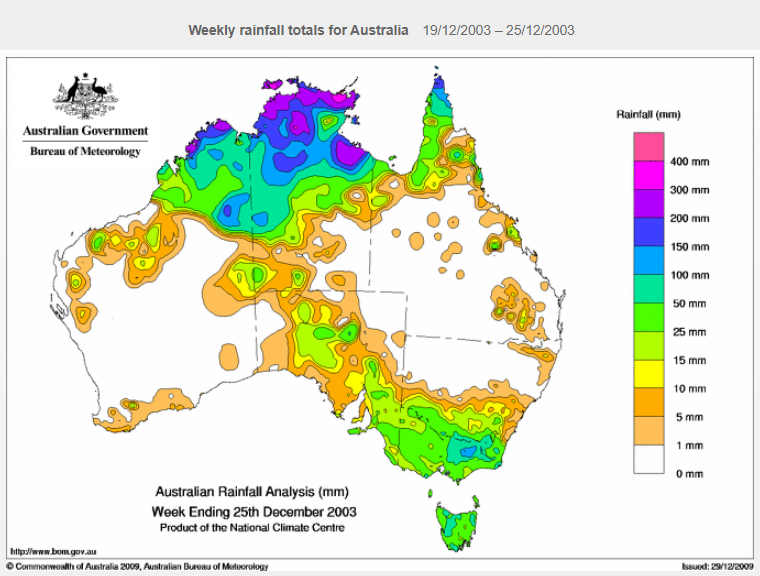 Weekly rainfall totals for Australia 19/12/2003 – 25/12/2003
Australian Government
Bureau of Meteorology
Rainfall (mm)
400 mm
300 mm
200 mm
150 mm
100 mm
50 mm
25 mm
15 mm
10 mm
5 mm
1 mm
0 mm
Australian Rainfall Analysis (mm)
Week Ending 25th December 2003
Product of the National Climate Centre
http://www.bom.gov.au
© Commonwealth of Australia 2009, Australian Bureau of Meteorology
Issued: 29/12/2009